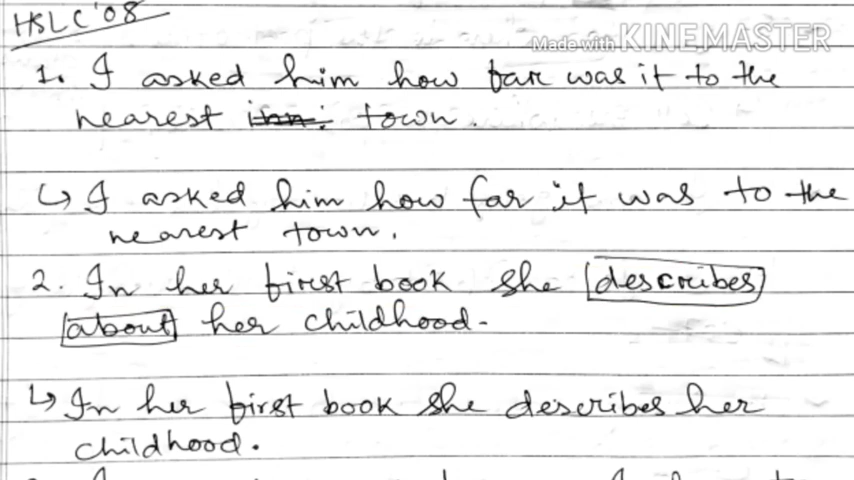 HSLC'08
Made with KINEMASTER
1. I asked him how far was it to the
nearest town.
↳ I asked him how far it was to the
nearest town.
2. In her first book she describes
about her childhood.
↳ In her first book she describes her
childhood.